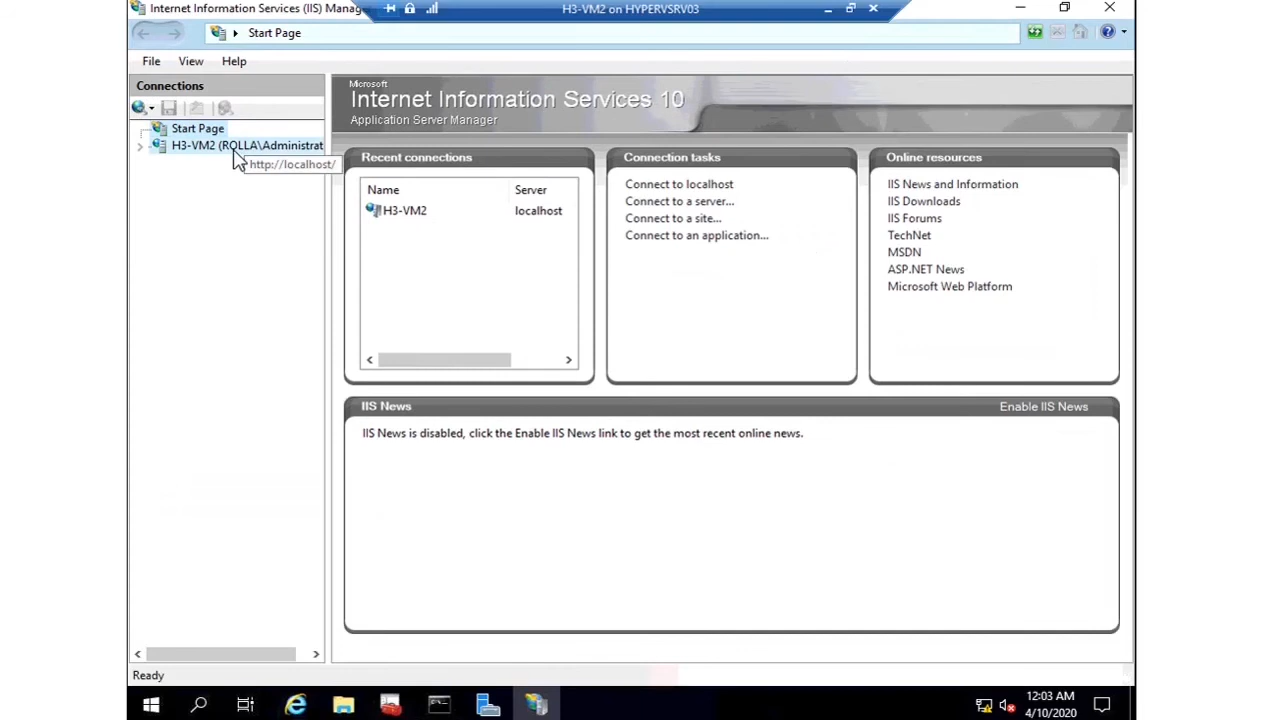 Internet Information Services (IIS) Manag
H3-VM2 on HYPERVSRV03
Start Page
File View Help
Connections
Start Page
H3-VM2 (ROLLA\Administrat
http://localhost/
Microsoft
Internet Information Services 10
Application Server Manager
Recent connections
Name Server
H3-VM2 localhost
Connection tasks
Connect to localhost
Connect to a server...
Connect to a site...
Connect to an application...
Online resources
IIS News and Information
IIS Downloads
IIS Forums
TechNet
MSDN
ASP.NET News
Microsoft Web Platform
IIS News
Enable IIS News
IIS News is disabled, click the Enable IIS News link to get the most recent online news.
Ready
12:03 AM
4/10/2020